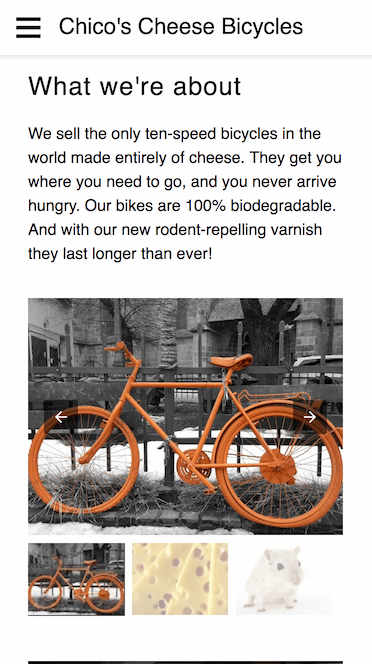 Chico's Cheese Bicycles
What we're about
We sell the only ten-speed bicycles in the
world made entirely of cheese. They get you
where you need to go, and you never arrive
hungry. Our bikes are 100% biodegradable.
And with our new rodent-repelling varnish
they last longer than ever!